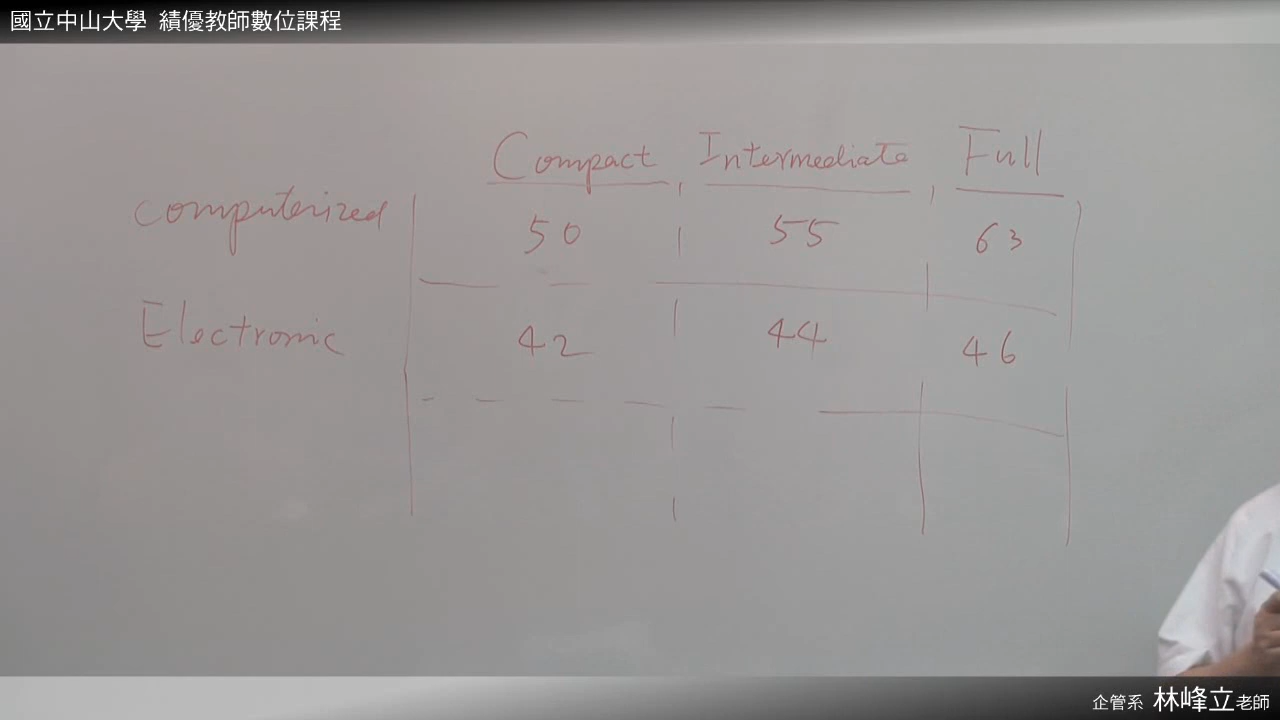 國立中山大學 績優教師數位課程
Compact Intermediate Full
Computerized 50 55 63
Electronic 42 44 46
企管系 林峰立老師